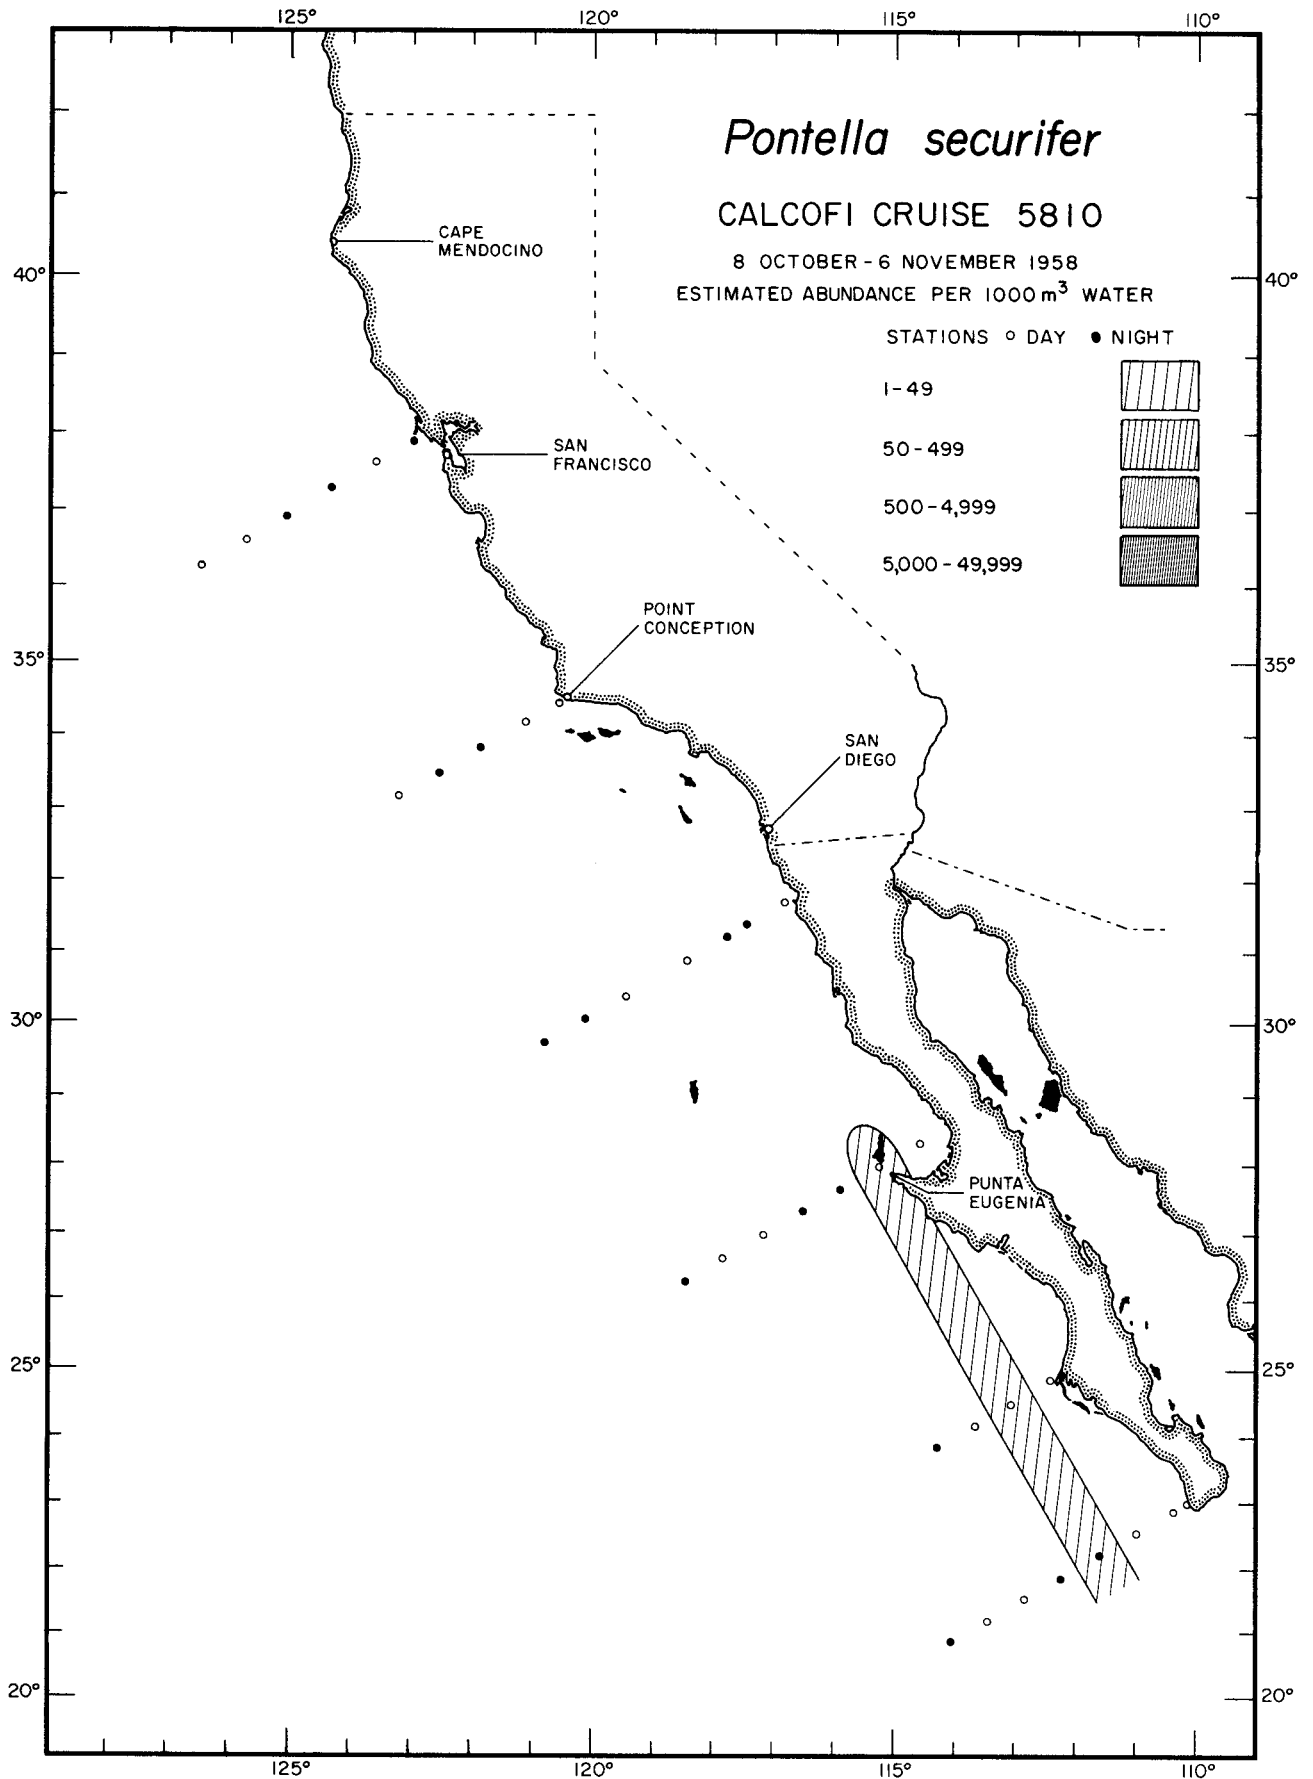 125° 120° 115° 110°
Pontella securifer
CALCOFI CRUISE 5810
8 OCTOBER - 6 NOVEMBER 1958
ESTIMATED ABUNDANCE PER 1000 m³ WATER
STATIONS ○ DAY ● NIGHT
1-49
50-499
500-4,999
5,000-49,999
CAPE
MENDOCINO
40° 40°
SAN
FRANCISCO
POINT
CONCEPTION
35° 35°
SAN
DIEGO
30° 30°
PUNTA
EUGENIA
25° 25°
20° 20°
125° 120° 115° 110°